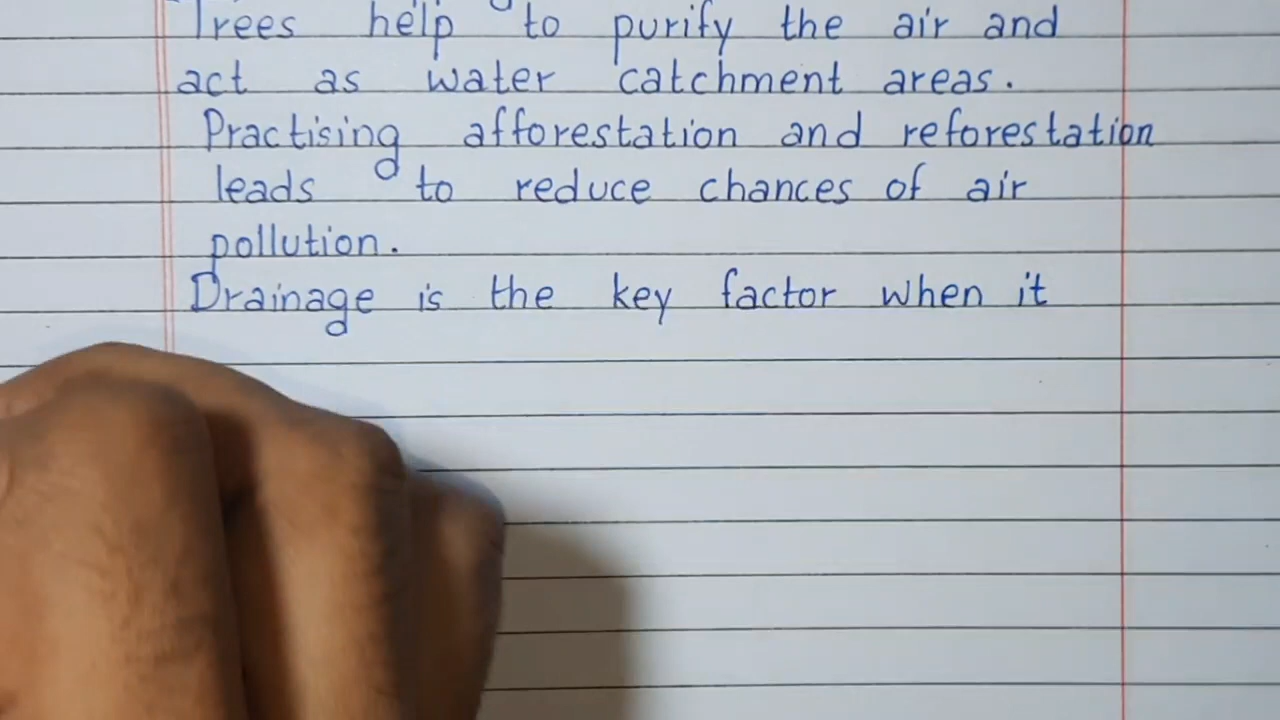 Trees help to purify the air and
act as water catchment areas.
Practising afforestation and reforestation
leads to reduce chances of air
pollution.
Drainage is the key factor when it